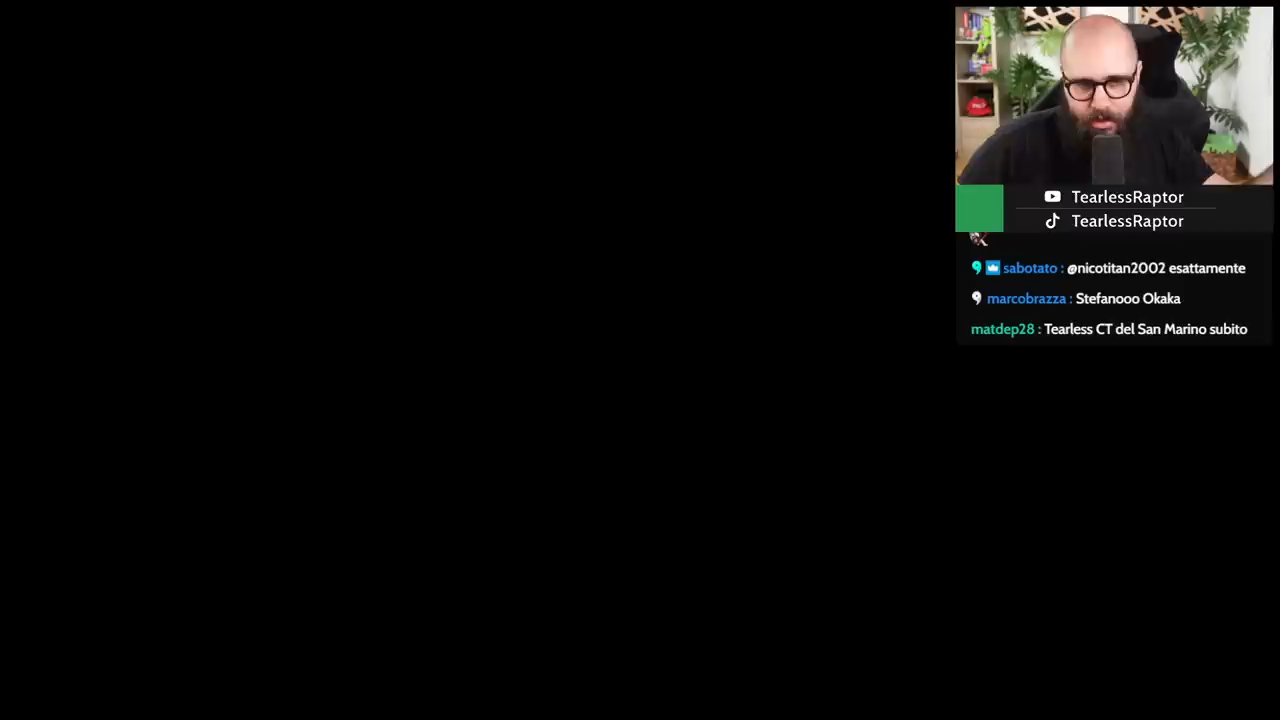 TearlessRaptor
TearlessRaptor
sabotato : @nicotitan2002 esattamente
marcobrazza : Stefanooo Okaka
matdep28 : Tearless CT del San Marino subito